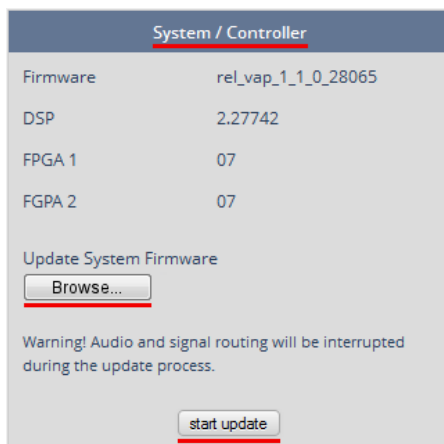 System / Controller
Firmware rel_vap_1_1_0_28065
DSP 2.27742
FPGA 1 07
FGPA 2 07
Update System Firmware
Browse...
Warning! Audio and signal routing will be interrupted
during the update process.
start update